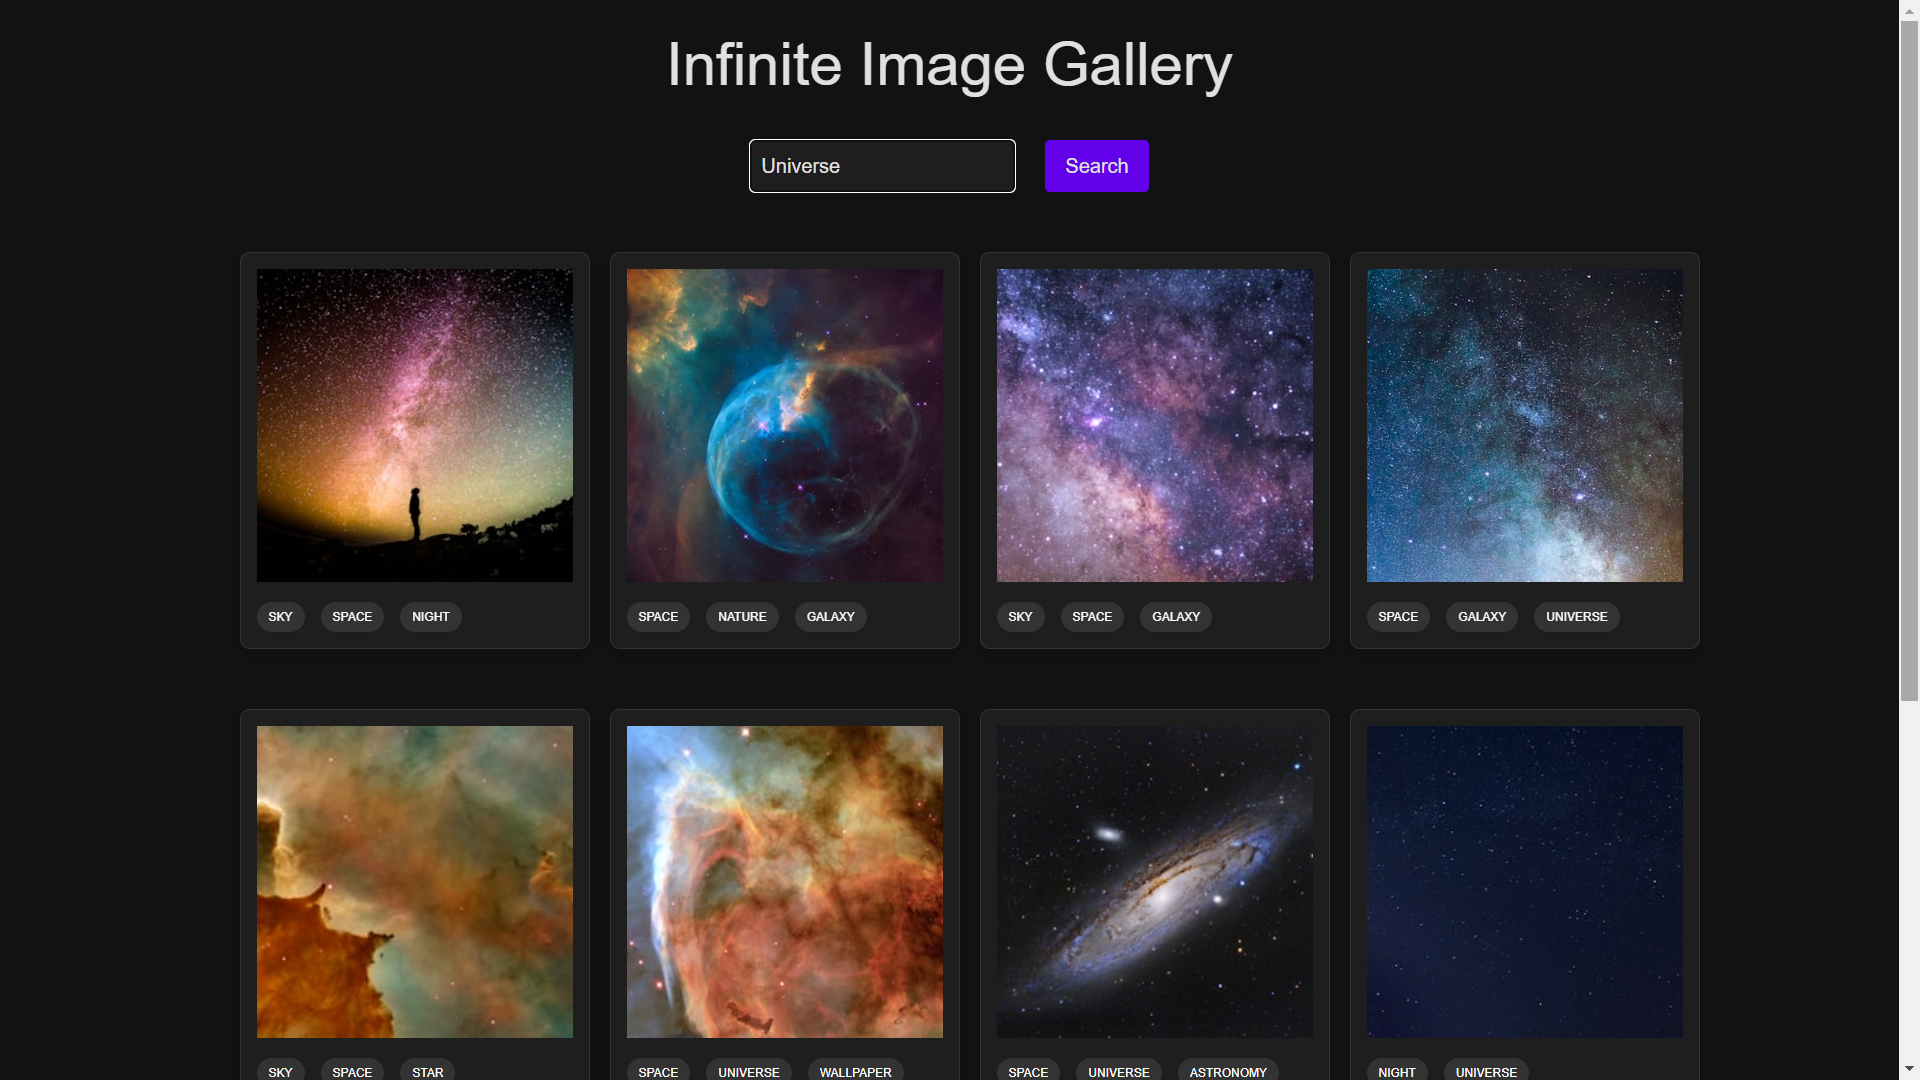 Infinite Image Gallery
Universe
Search
SKY SPACE NIGHT
SPACE NATURE GALAXY
SKY SPACE GALAXY
SPACE GALAXY UNIVERSE
SKY SPACE STAR
SPACE UNIVERSE WALLPAPER
SPACE UNIVERSE ASTRONOMY
NIGHT UNIVERSE